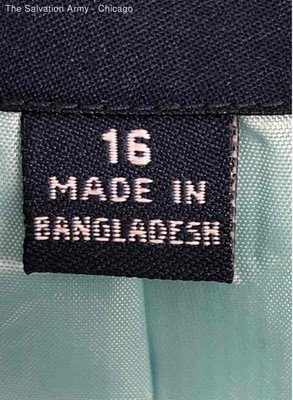 The Salvation Army - Chicago
16
MADE IN
BANGLADESH